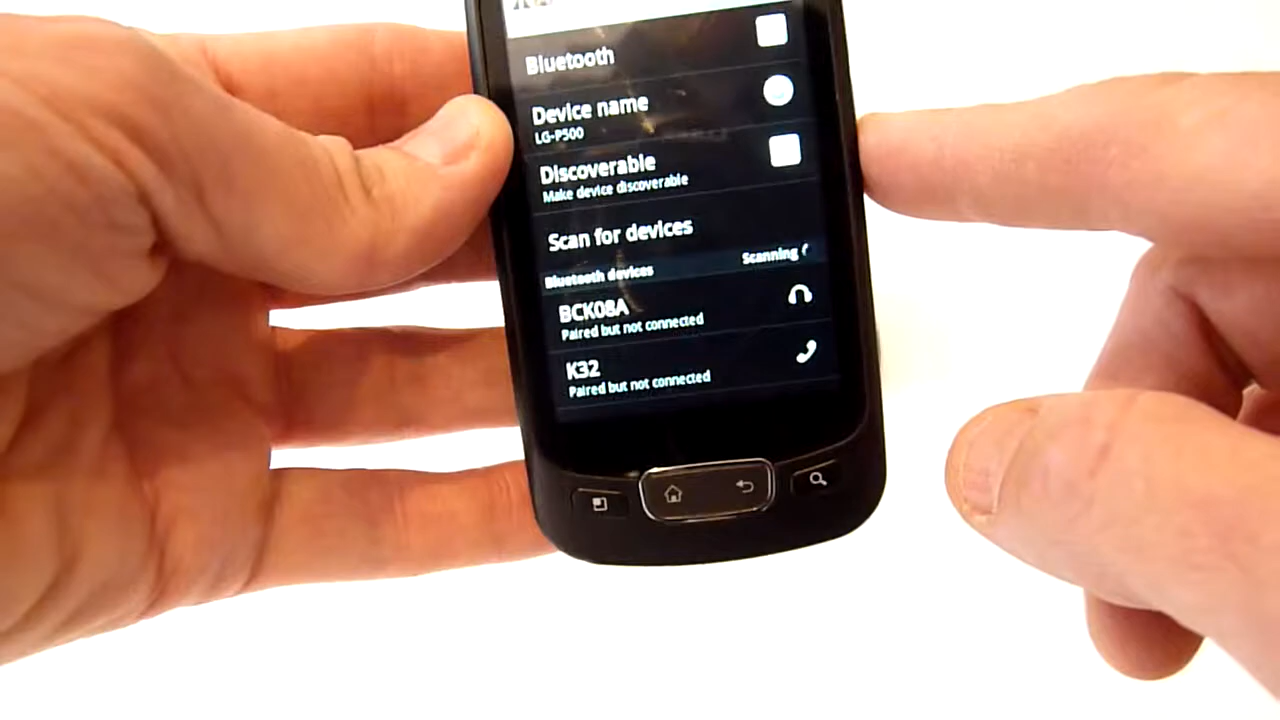 Bluetooth
Device name
LG-P500
Discoverable
Make device discoverable
Scan for devices
Bluetooth devices Scanning
BCK08A
Paired but not connected
K32
Paired but not connected